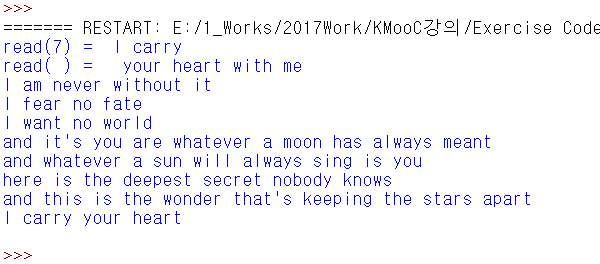 >>>
======= RESTART: E:/1_Works/2017Work/KMooC강의/Exercise Code
read(7) =  I carry
read( ) =   your heart with me
I am never without it
I fear no fate
I want no world
and it's you are whatever a moon has always meant
and whatever a sun will always sing is you
here is the deepest secret nobody knows
and this is the wonder that's keeping the stars apart
I carry your heart
>>>